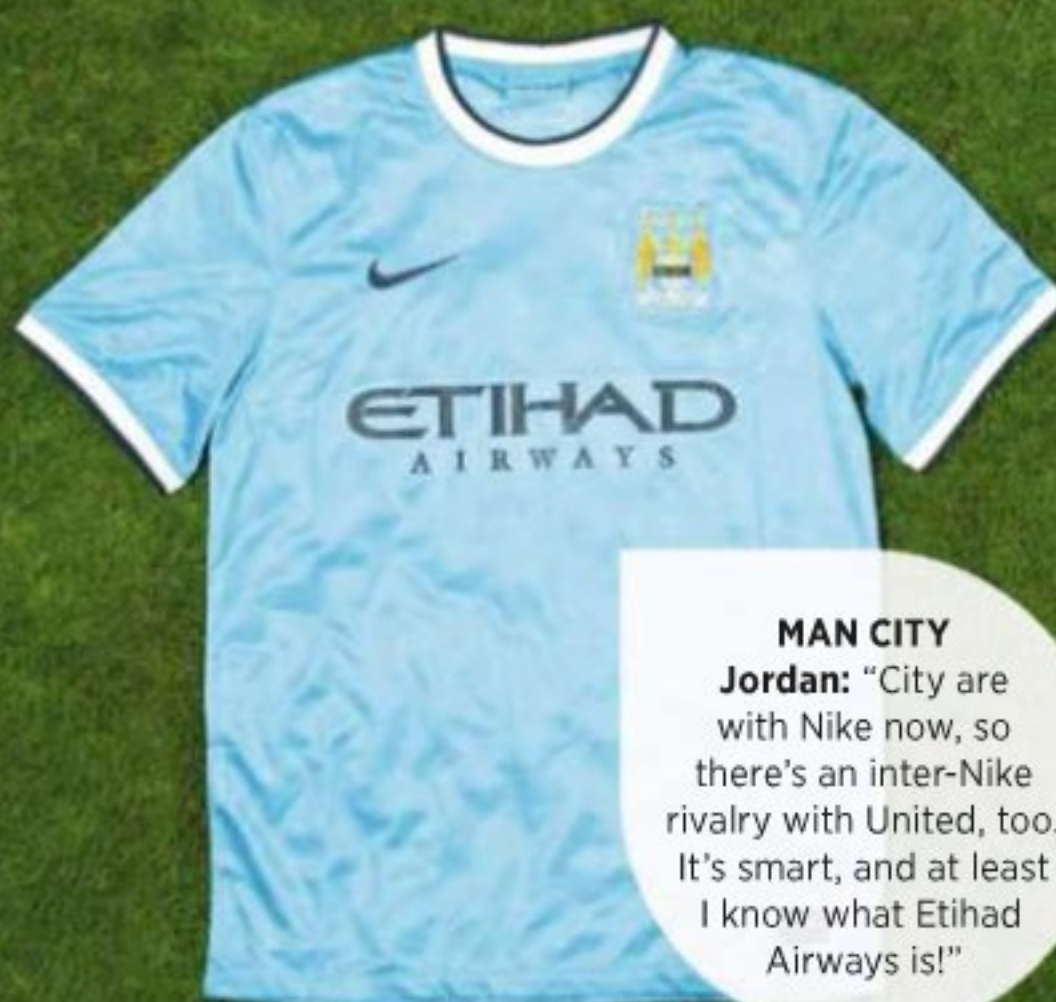 ETIHAD
AIRWAYS
MAN CITY
Jordan: “City are
with Nike now, so
there’s an inter-Nike
rivalry with United, too.
It’s smart, and at least
I know what Etihad
Airways is!”